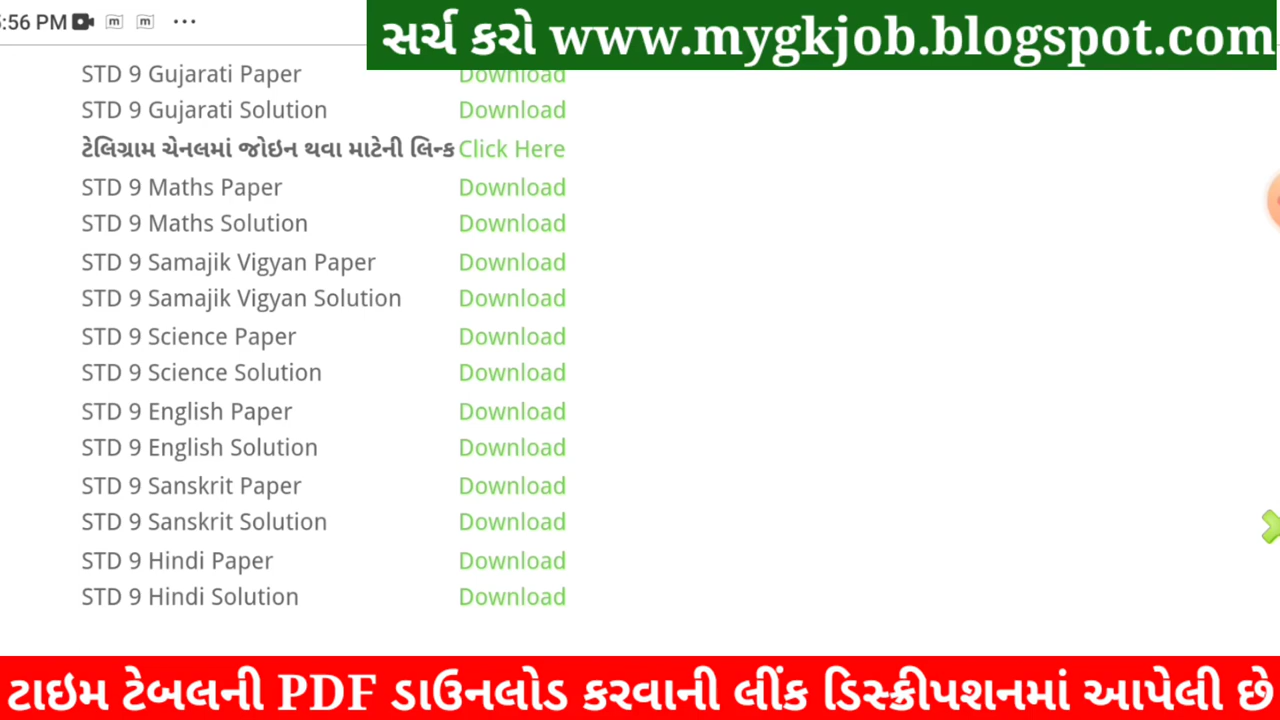 :56 PM
સર્ચ કરો www.mygkjob.blogspot.com
STD 9 Gujarati Paper Download
STD 9 Gujarati Solution Download
ટેલિગ્રામ ચેનલમાં જોઇન થવા માટેની લિન્ક Click Here
STD 9 Maths Paper Download
STD 9 Maths Solution Download
STD 9 Samajik Vigyan Paper Download
STD 9 Samajik Vigyan Solution Download
STD 9 Science Paper Download
STD 9 Science Solution Download
STD 9 English Paper Download
STD 9 English Solution Download
STD 9 Sanskrit Paper Download
STD 9 Sanskrit Solution Download
STD 9 Hindi Paper Download
STD 9 Hindi Solution Download
ટાઇમ ટેબલની PDF ડાઉનલોડ કરવાની લીંક ડિસ્ક્રીપશનમાં આપેલી છે